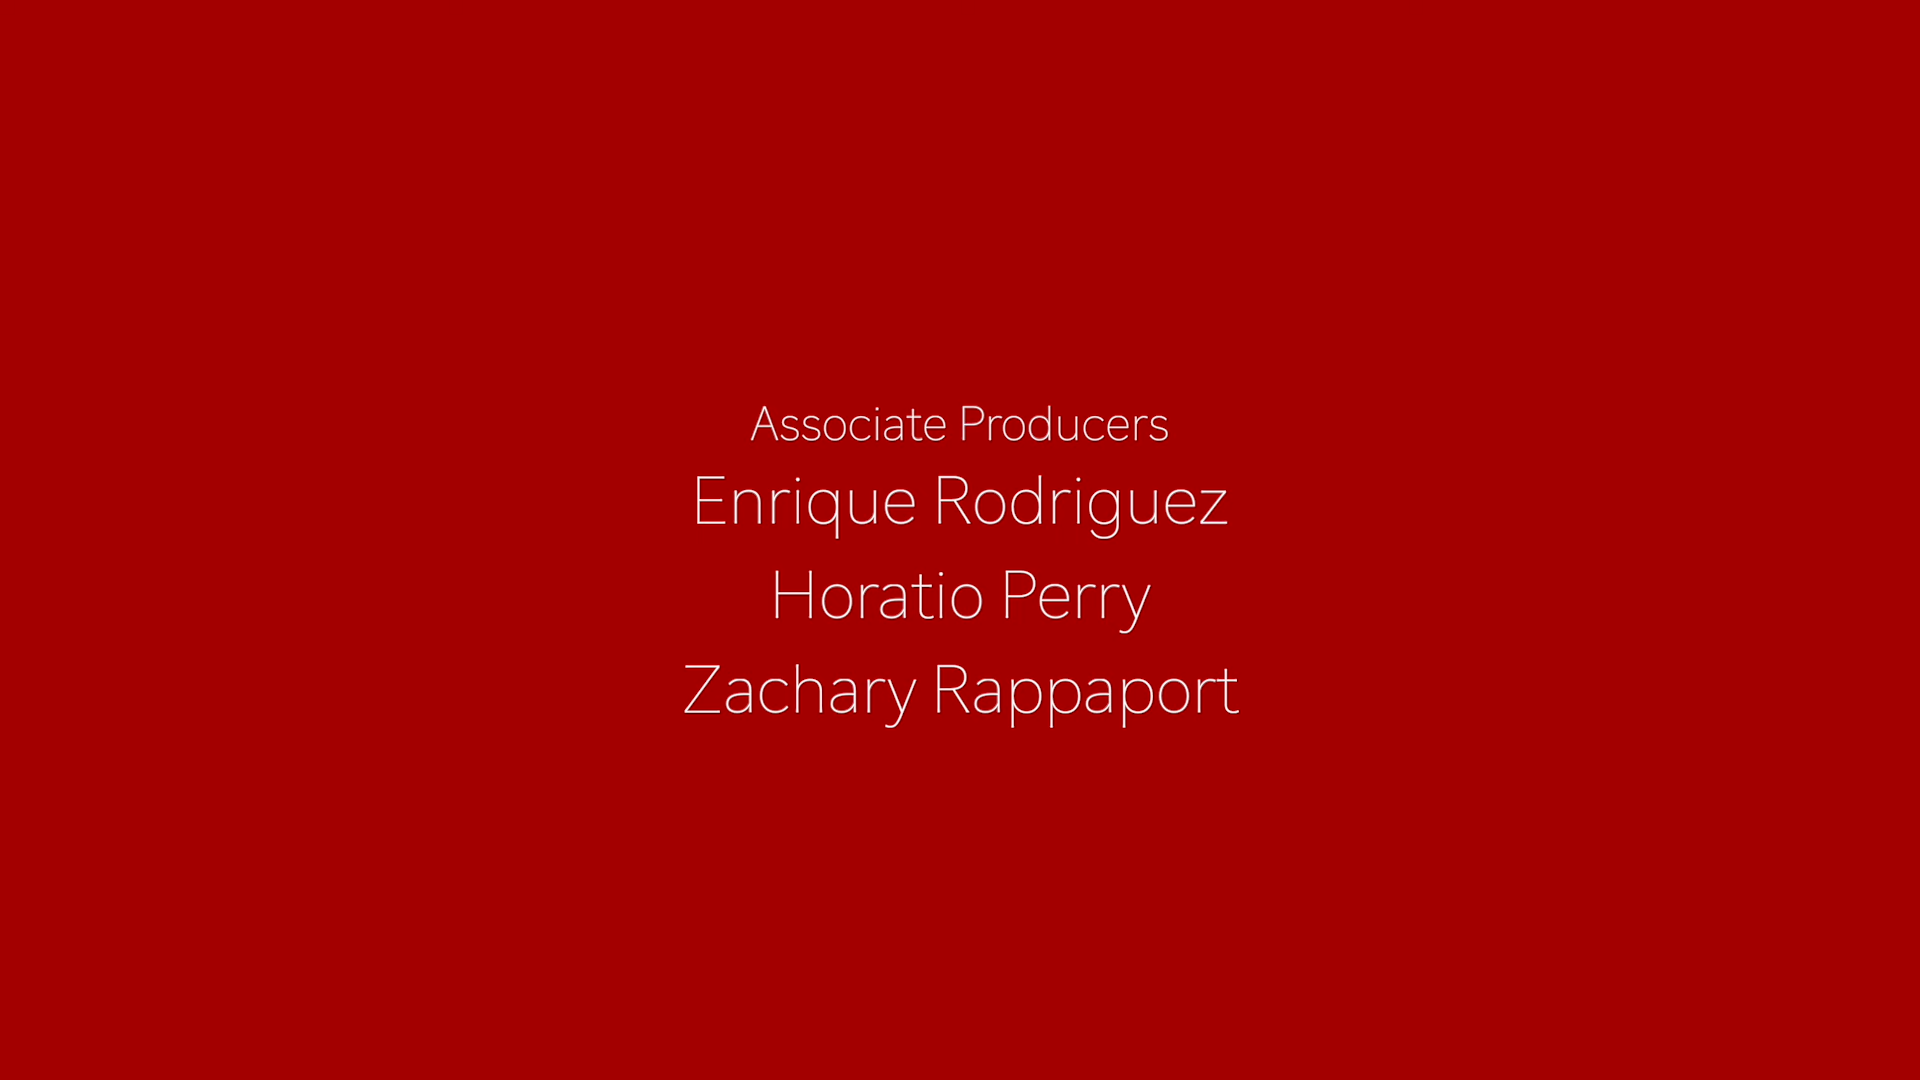 Associate Producers
Enrique Rodriguez
Horatio Perry
Zachary Rappaport